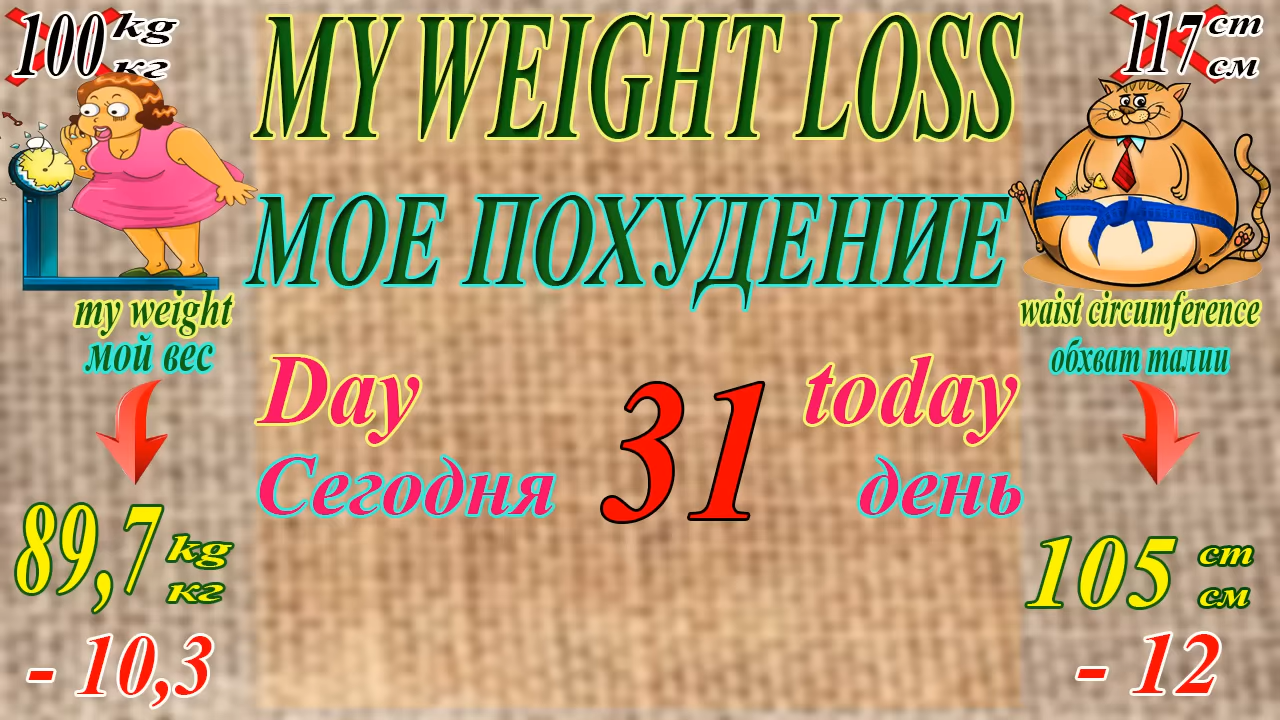 100 kg
кг
MY WEIGHT LOSS
117 cm
см
МОЕ ПОХУДЕНИЕ
my weight
мой вес
waist circumference
обхват талии
Day 31 today
Сегодня день
89,7 kg
кг
- 10,3
105 cm
см
- 12